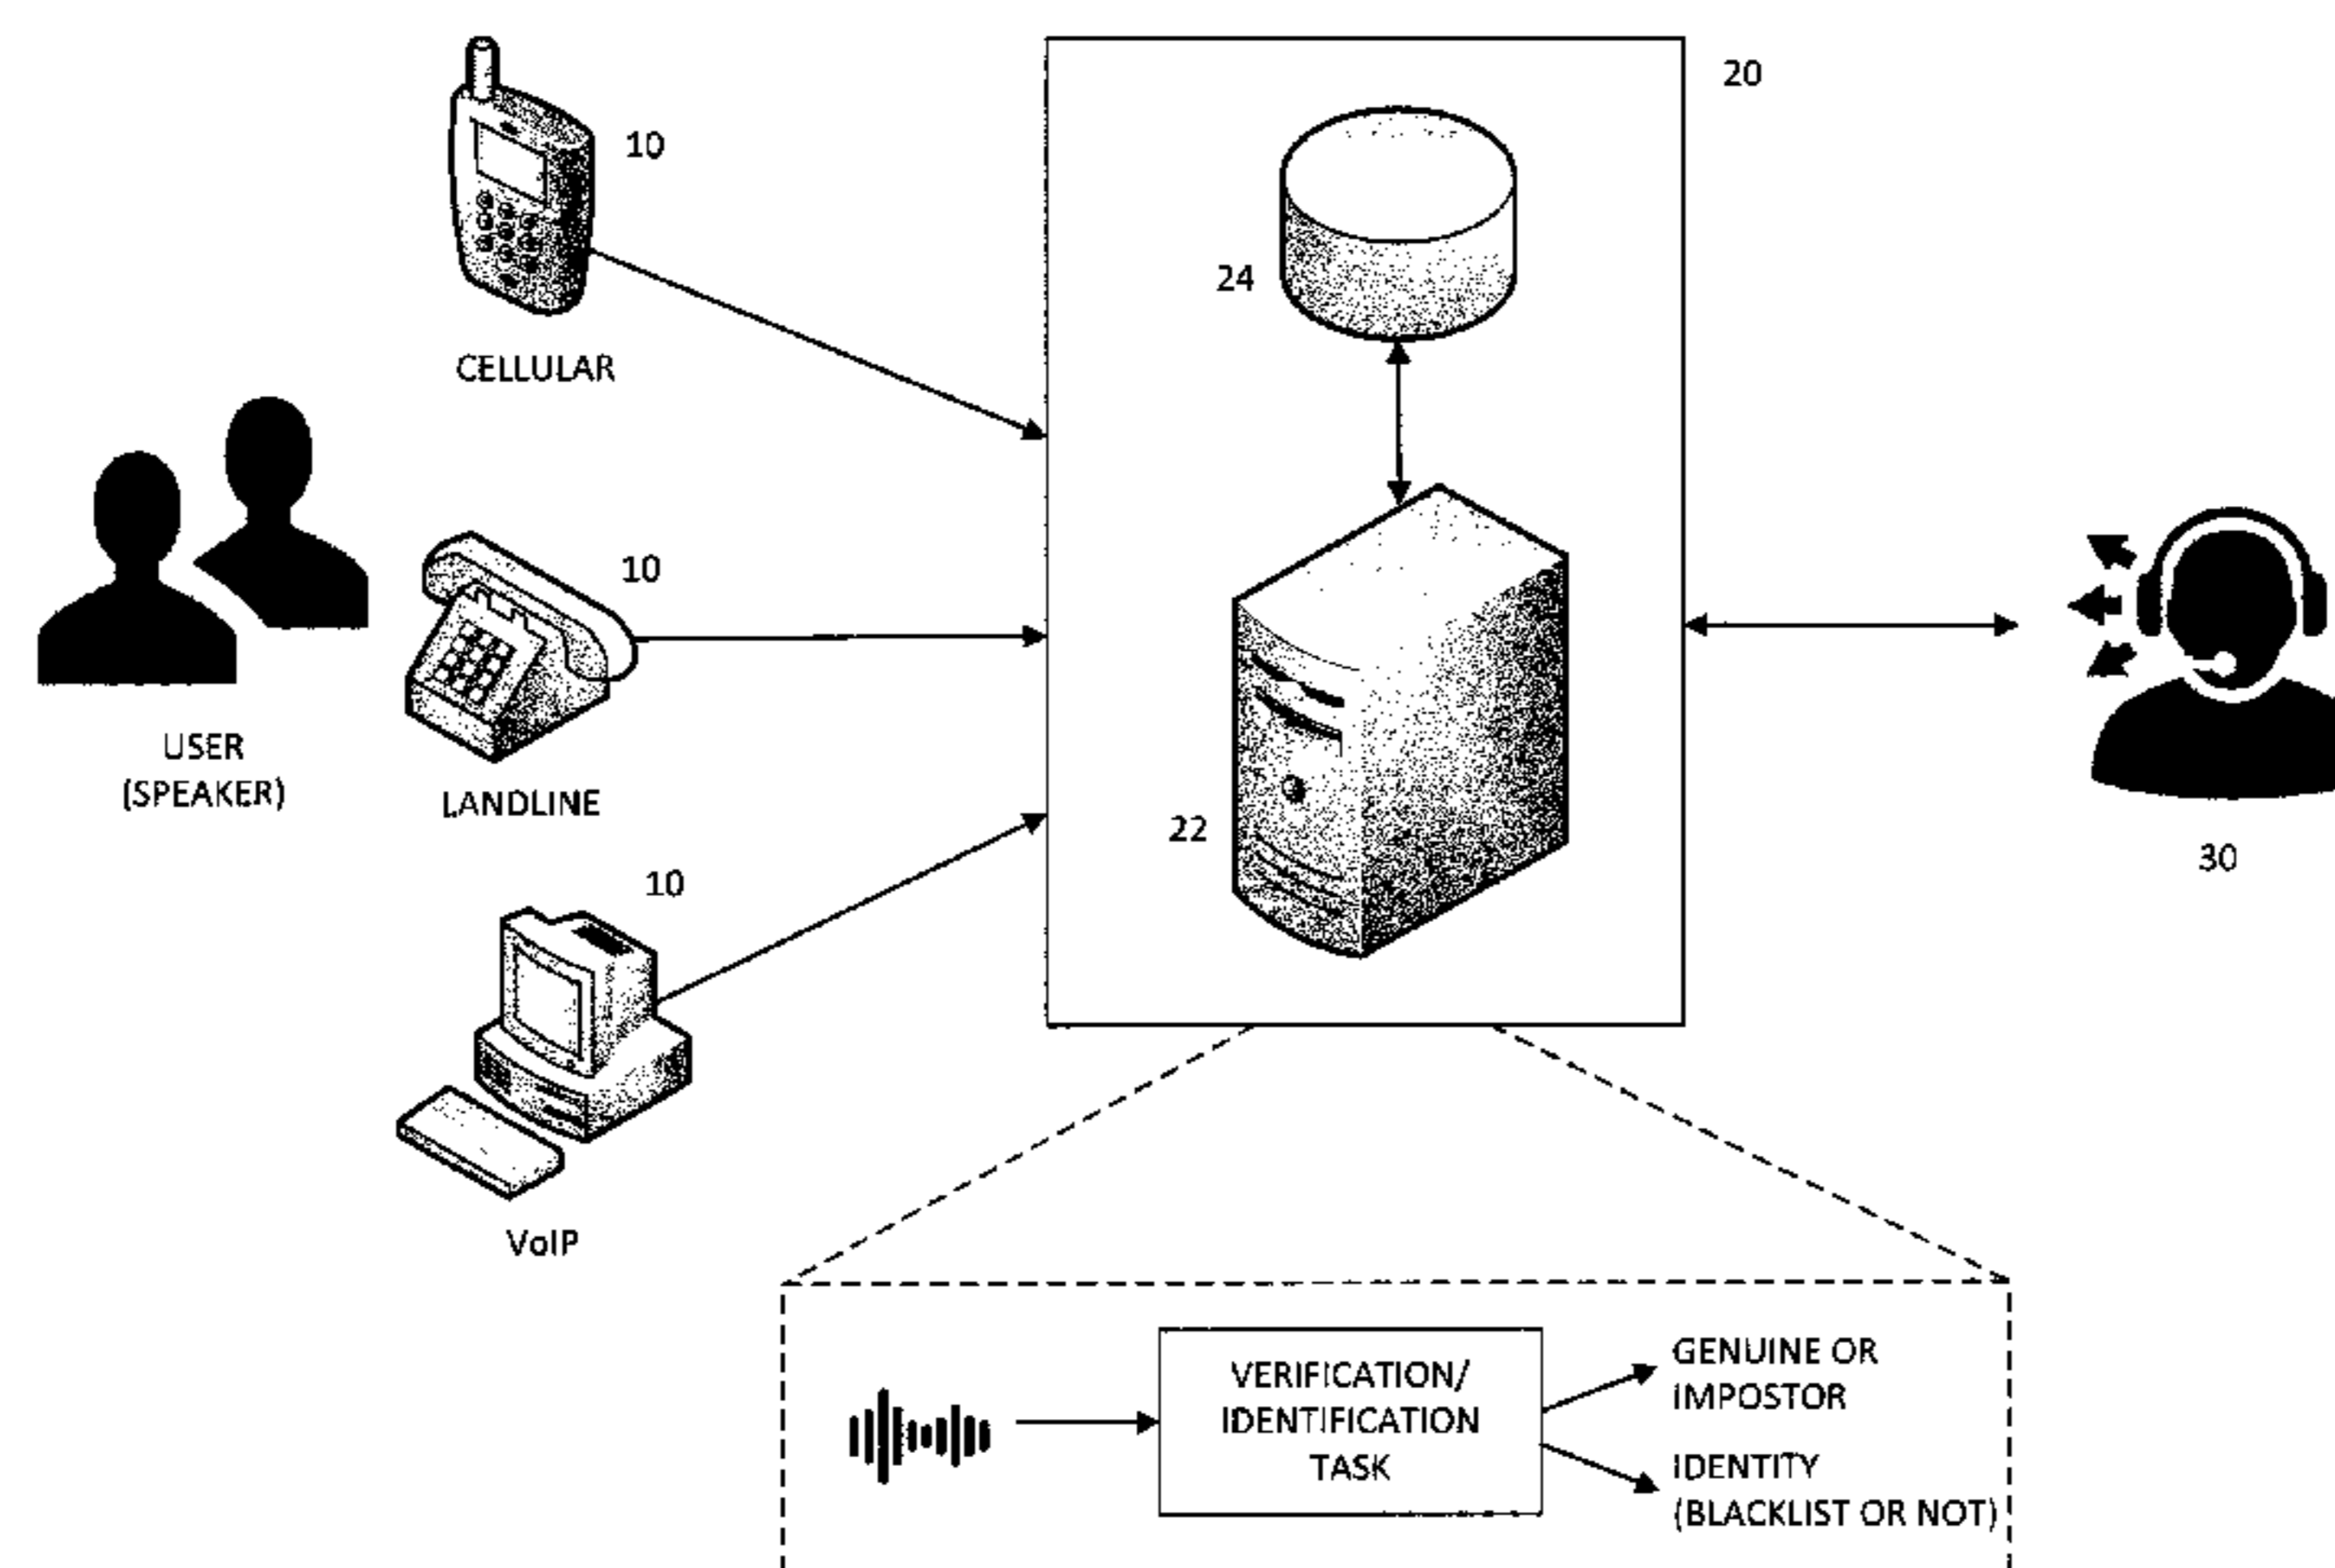 20
10
24
CELLULAR
10
USER
(SPEAKER)
LANDLINE
22
30
10
VoIP
VERIFICATION/
IDENTIFICATION
TASK
GENUINE OR
IMPOSTOR
IDENTITY
(BLACKLIST OR NOT)